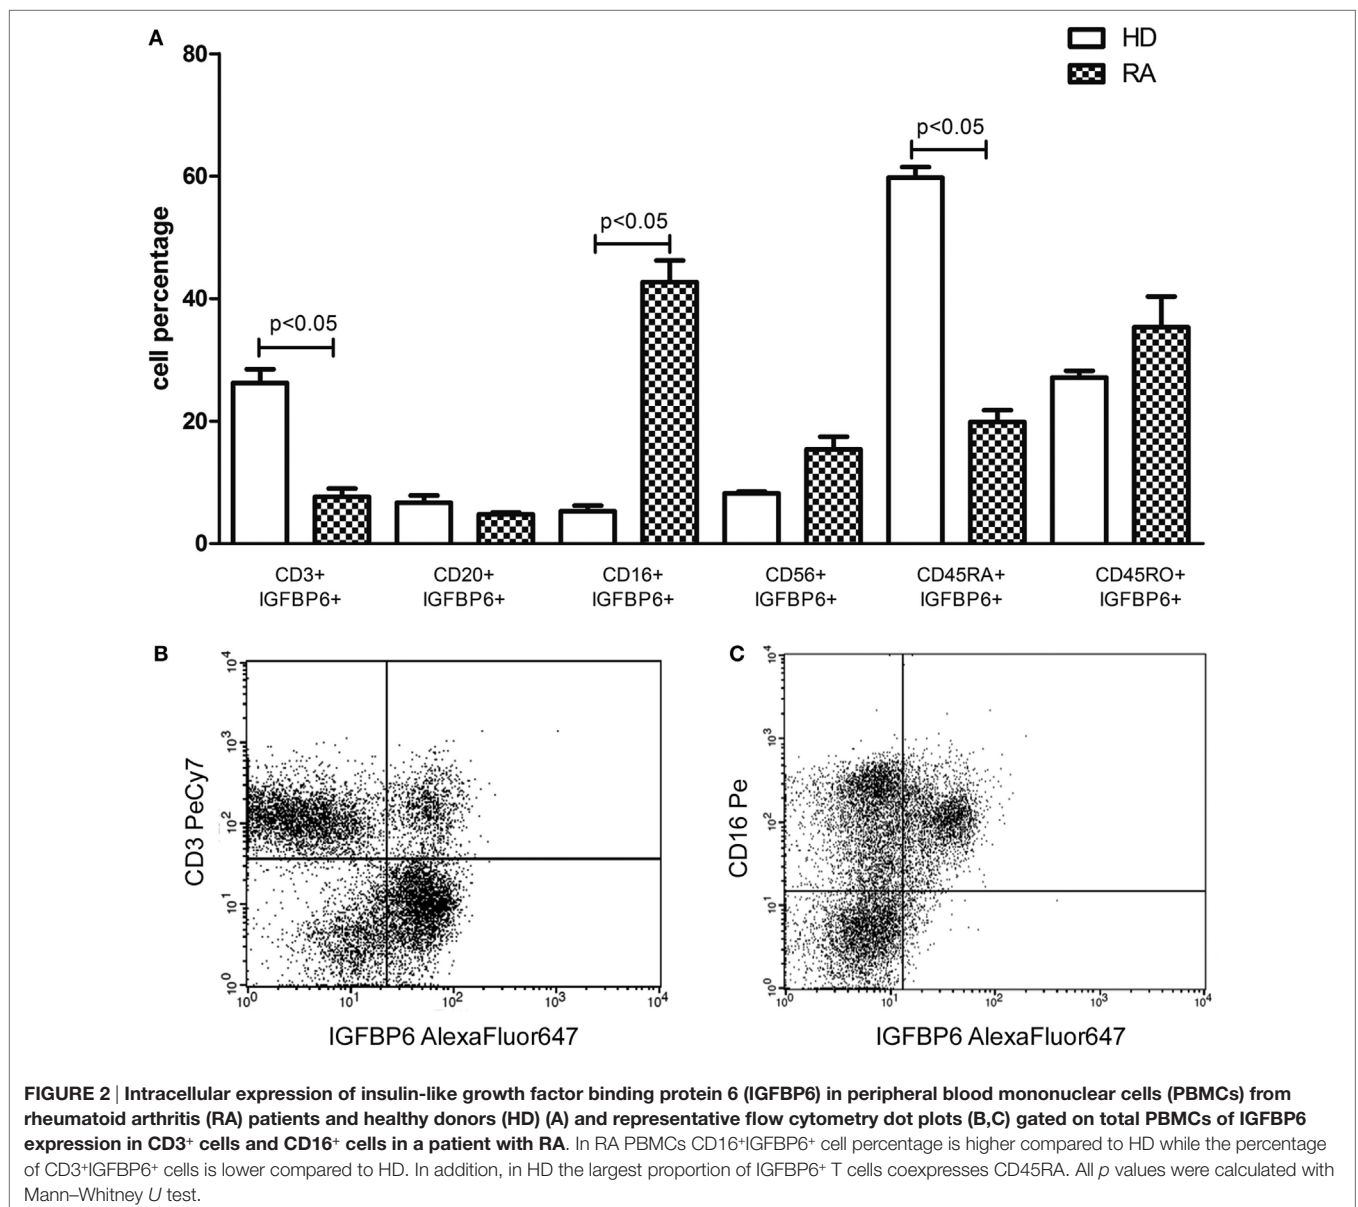 A
HD
RA
80
60
40
20
0
cell percentage
p<0.05
p<0.05
p<0.05
CD3+
IGFBP6+
CD20+
IGFBP6+
CD16+
IGFBP6+
CD56+
IGFBP6+
CD45RA+
IGFBP6+
CD45RO+
IGFBP6+
B
CD3 PeCy7
10⁴
10³
10²
10¹
10⁰
10⁰ 10¹ 10² 10³ 10⁴
IGFBP6 AlexaFluor647
C
CD16 Pe
10⁴
10³
10²
10¹
10⁰
10⁰ 10¹ 10² 10³ 10⁴
IGFBP6 AlexaFluor647
FIGURE 2 | Intracellular expression of insulin-like growth factor binding protein 6 (IGFBP6) in peripheral blood mononuclear cells (PBMCs) from
rheumatoid arthritis (RA) patients and healthy donors (HD) (A) and representative flow cytometry dot plots (B,C) gated on total PBMCs of IGFBP6
expression in CD3⁺ cells and CD16⁺ cells in a patient with RA. In RA PBMCs CD16⁺IGFBP6⁺ cell percentage is higher compared to HD while the percentage
of CD3⁺IGFBP6⁺ cells is lower compared to HD. In addition, in HD the largest proportion of IGFBP6⁺ T cells coexpresses CD45RA. All p values were calculated with
Mann–Whitney U test.